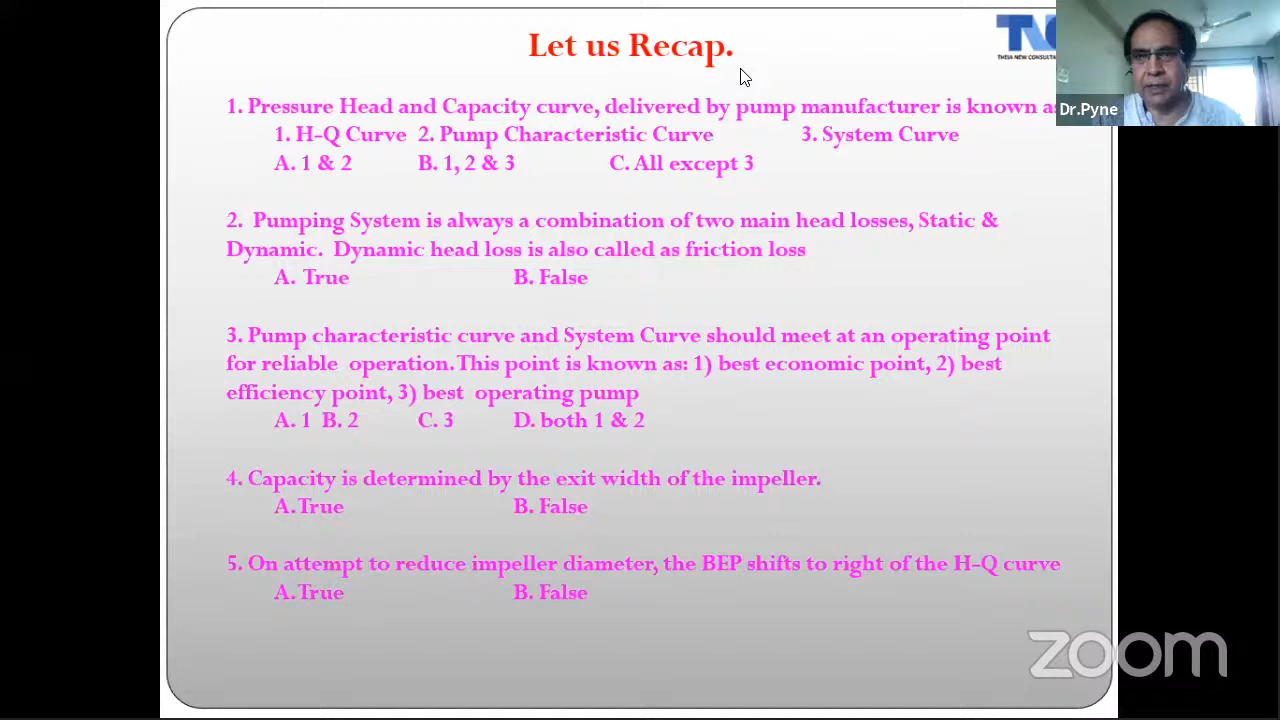 Let us Recap.
TNC
THEIA NEW CONSULTA
Dr.Pyne
1. Pressure Head and Capacity curve, delivered by pump manufacturer is known as
1. H-Q Curve 2. Pump Characteristic Curve 3. System Curve
A. 1 & 2 B. 1, 2 & 3 C. All except 3
2. Pumping System is always a combination of two main head losses, Static &
Dynamic. Dynamic head loss is also called as friction loss
A. True B. False
3. Pump characteristic curve and System Curve should meet at an operating point
for reliable operation. This point is known as: 1) best economic point, 2) best
efficiency point, 3) best operating pump
A. 1 B. 2 C. 3 D. both 1 & 2
4. Capacity is determined by the exit width of the impeller.
A. True B. False
5. On attempt to reduce impeller diameter, the BEP shifts to right of the H-Q curve
A. True B. False
zoom